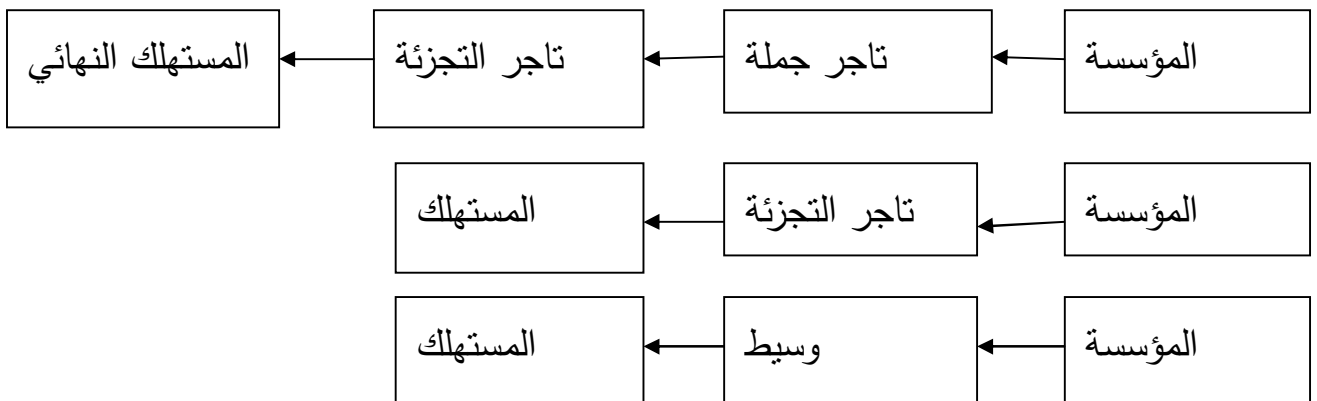 المؤسسة تاجر جملة تاجر التجزئة المستهلك النهائي
المؤسسة تاجر التجزئة المستهلك
المؤسسة وسيط المستهلك